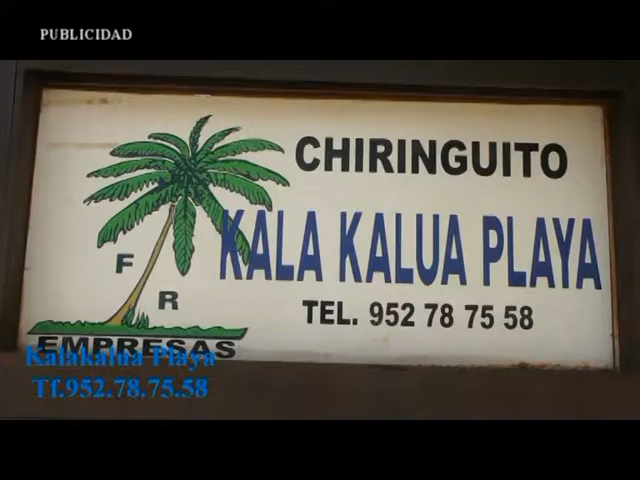 PUBLICIDAD
CHIRINGUITO
KALA KALUA PLAYA
F
R
TEL. 952 78 75 58
EMPRESAS
Kalakalua Playa
Tf.952.78.75.58